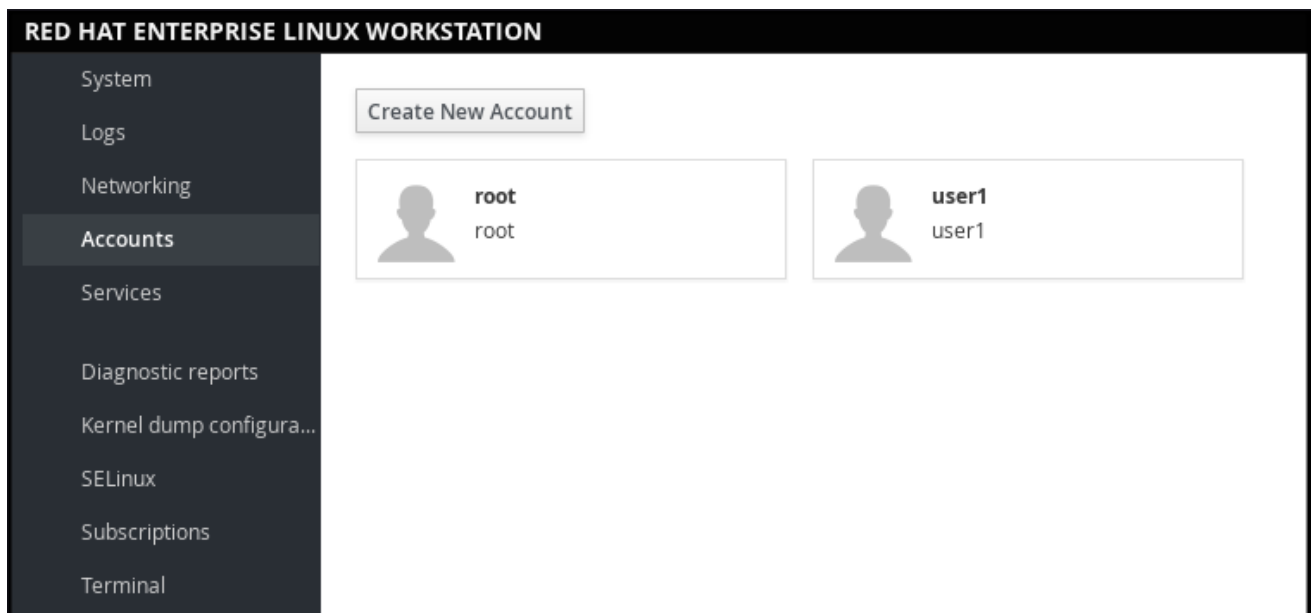 RED HAT ENTERPRISE LINUX WORKSTATION
System
Logs
Networking
Accounts
Services
Diagnostic reports
Kernel dump configura...
SELinux
Subscriptions
Terminal
Create New Account
root
root
user1
user1